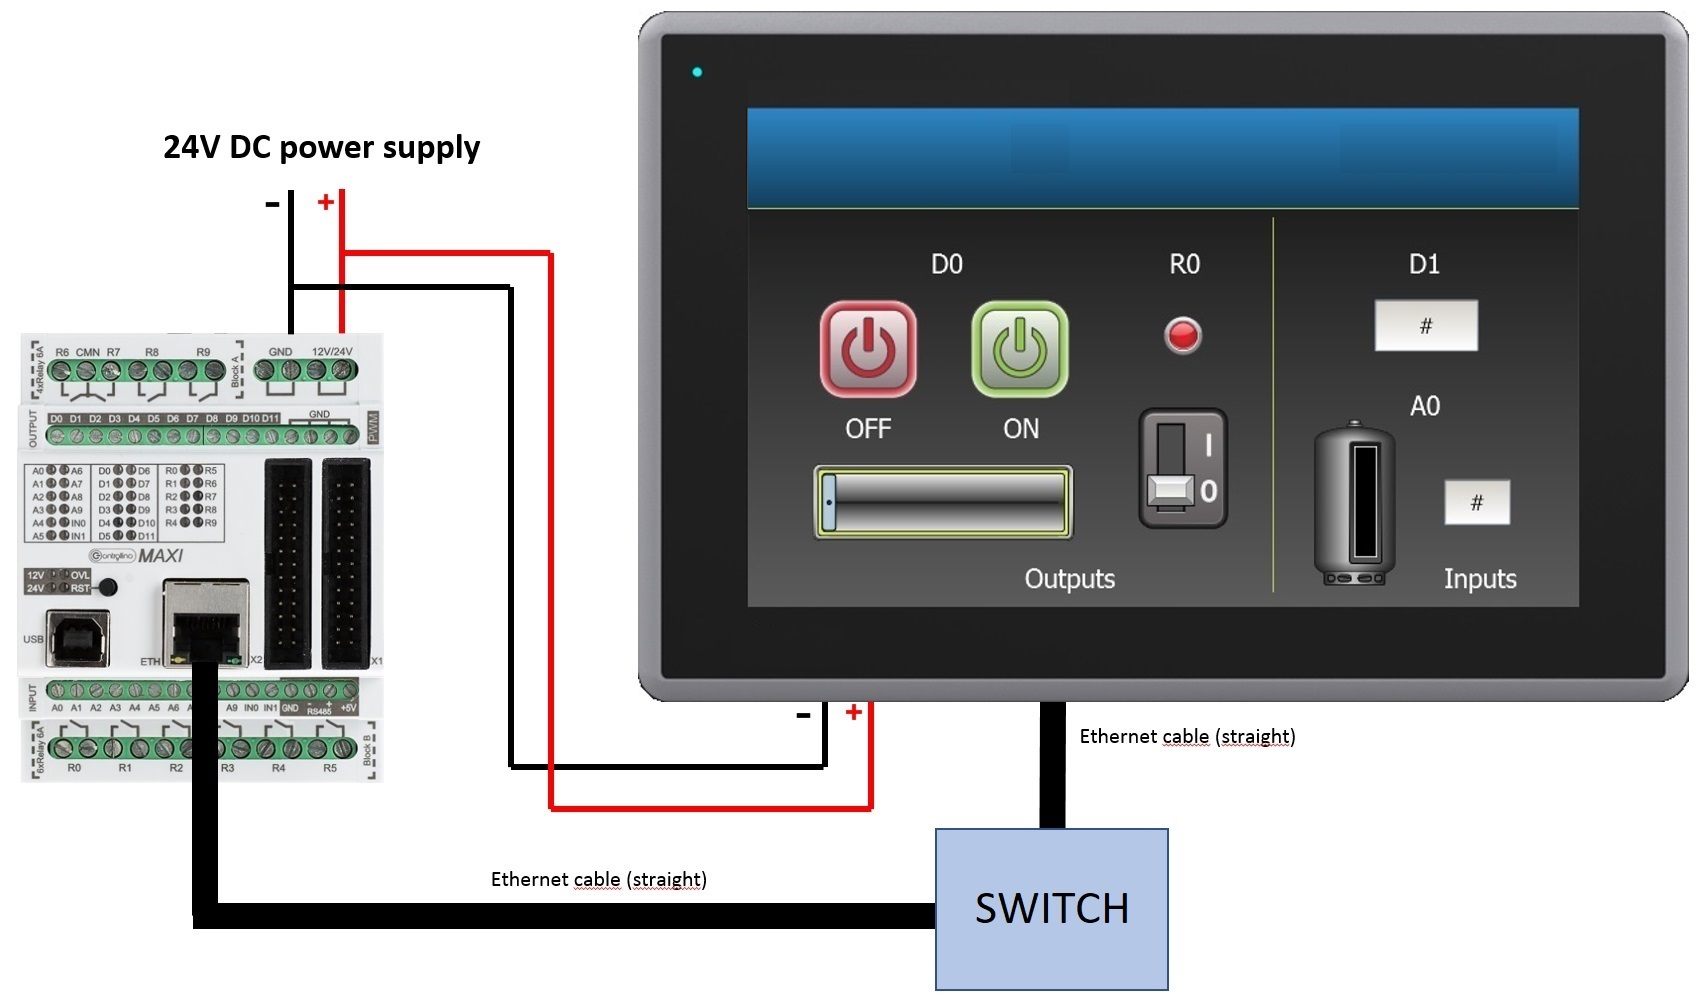 24V DC power supply
- +
D0 R0 D1
#
OFF ON
A0
I
0
#
Outputs Inputs
4xRelay 6A
R6 CMN R7 R8 R9
Block A
GND 12V/24V
OUTPUT
D0 D1 D2 D3 D4 D5 D6 D7 D8 D9 D10 D11 GND
PWM
A0 A6 D0 D6 R0 R5
A1 A7 D1 D7 R1 R6
A2 A8 D2 D8 R2 R7
A3 A9 D3 D9 R3 R8
A4 IN0 D4 D10 R4 R9
A5 IN1 D5 D11
Controllino MAXI
12V OVL
24V RST
USB
ETH X2 X1
INPUT
A0 A1 A2 A3 A4 A5 A6 A9 IN0 IN1 GND - + +5V
RS485
6xRelay 6A
R0 R1 R2 R3 R4 R5
Block B
- +
Ethernet cable (straight)
Ethernet cable (straight)
SWITCH